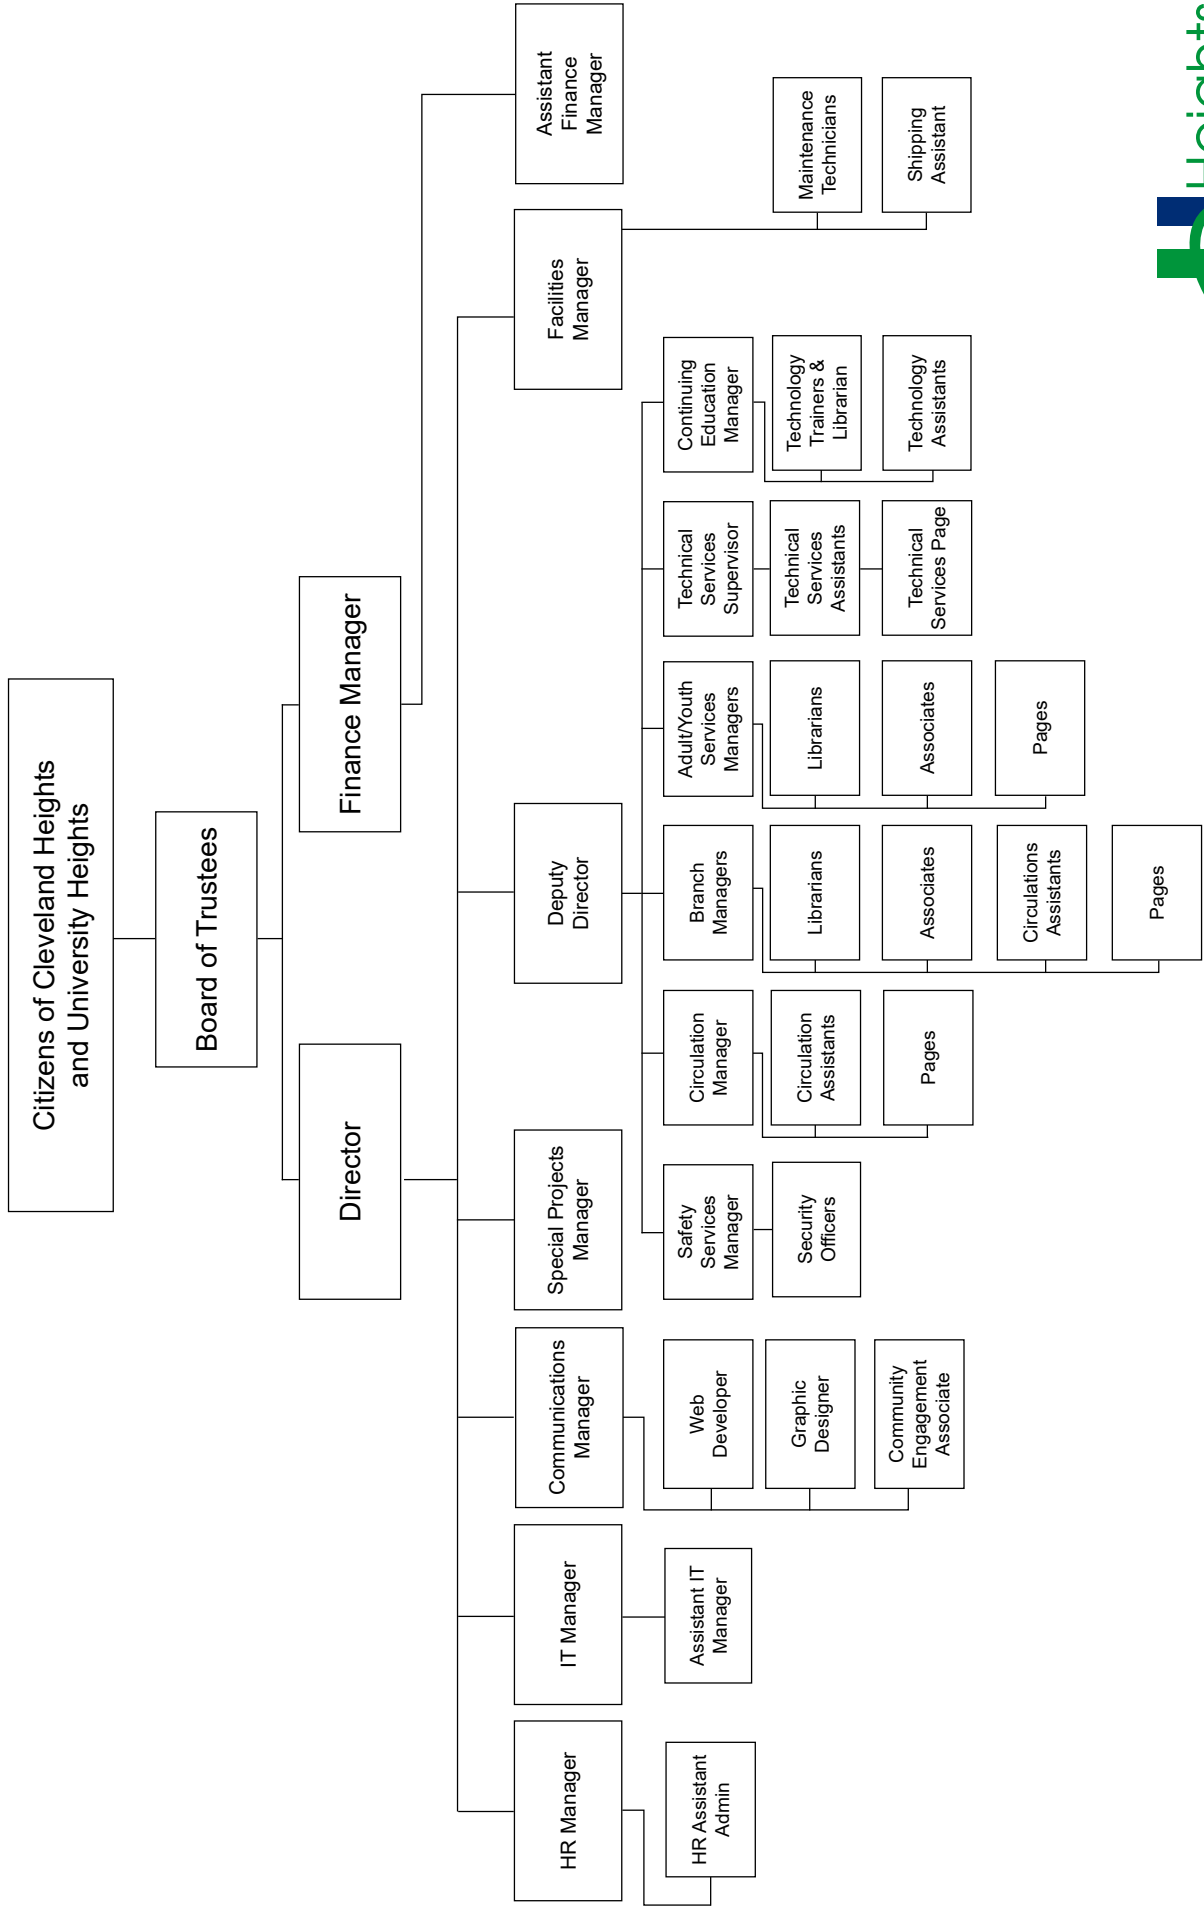 Citizens of Cleveland Heights
and University Heights
Board of Trustees
Director
Finance Manager
HR Manager
IT Manager
Communications
Manager
Special Projects
Manager
Deputy
Director
Facilities
Manager
Assistant
Finance
Manager
HR Assistant
Admin
Assistant IT
Manager
Web
Developer
Graphic
Designer
Community
Engagement
Associate
Safety
Services
Manager
Security
Officers
Circulation
Manager
Circulation
Assistants
Pages
Branch
Managers
Librarians
Associates
Circulations
Assistants
Pages
Adult/Youth
Services
Managers
Librarians
Associates
Pages
Technical
Services
Supervisor
Technical
Services
Assistants
Technical
Services Page
Continuing
Education
Manager
Technology
Trainers &
Librarian
Technology
Assistants
Maintenance
Technicians
Shipping
Assistant
Heights